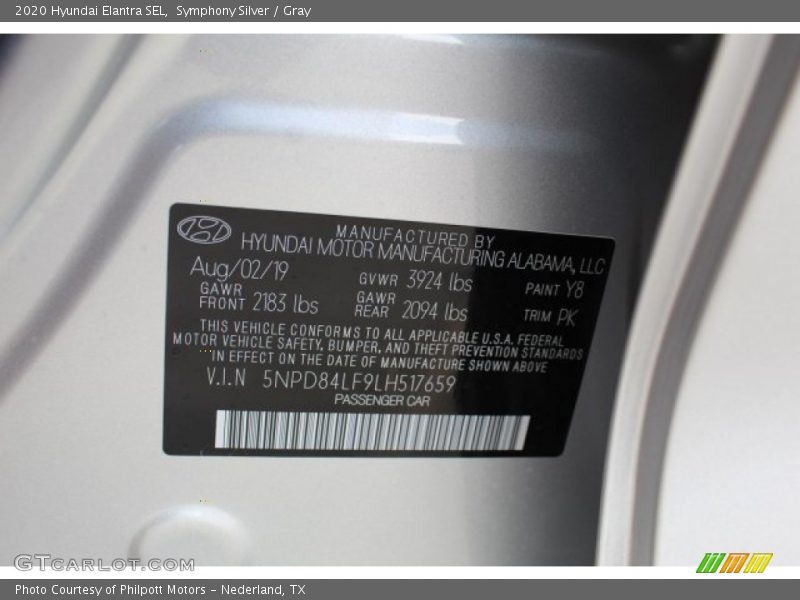 2020 Hyundai Elantra SEL, Symphony Silver / Gray
MANUFACTURED BY
HYUNDAI MOTOR MANUFACTURING ALABAMA, LLC
Aug/02/19 GVWR 3924 lbs PAINT Y8
GAWR FRONT 2183 lbs GAWR REAR 2094 lbs TRIM PK
THIS VEHICLE CONFORMS TO ALL APPLICABLE U.S.A. FEDERAL
MOTOR VEHICLE SAFETY, BUMPER, AND THEFT PREVENTION STANDARDS
IN EFFECT ON THE DATE OF MANUFACTURE SHOWN ABOVE
V.I.N 5NPD84LF9LH517659
PASSENGER CAR
GTcarlot.com
Photo Courtesy of Philpott Motors - Nederland, TX